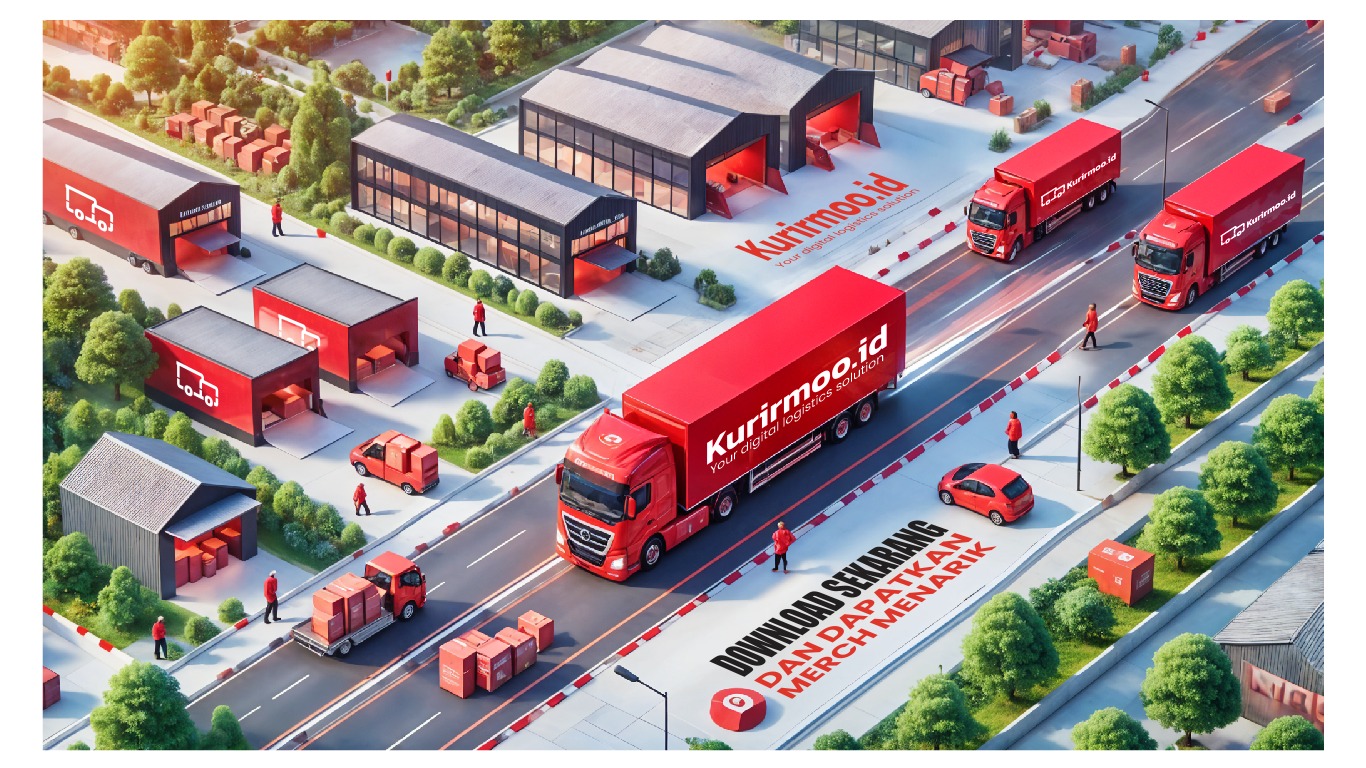 Kurirmoo.id
Your digital logistics solution
Kurirmoo.id
Kurirmoo.id
Kurirmoo.id
Your digital logistics solution
DOWNLOAD SEKARANG
DAN DAPATKAN
MERCH MENARIK